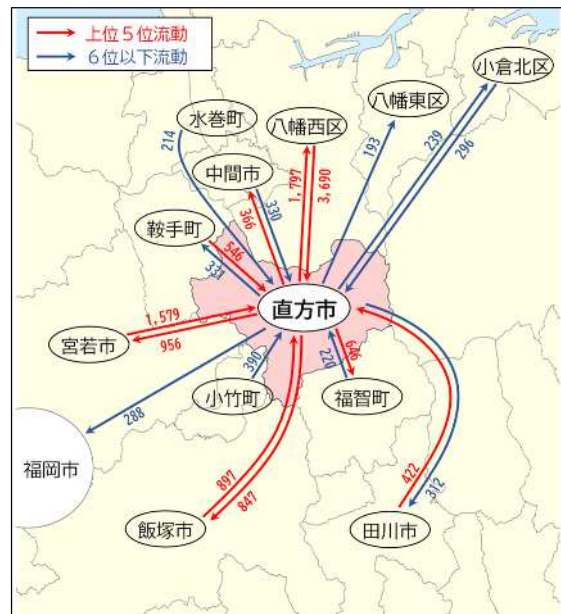 上位５位流動
６位以下流動
小倉北区
八幡東区
水巻町
八幡西区
214
193
239
296
中間市
1,797
3,690
330
366
鞍手町
546
331
直方市
1,579
956
宮若市
646
390
220
小竹町
福智町
288
福岡市
422
312
897
847
飯塚市
田川市